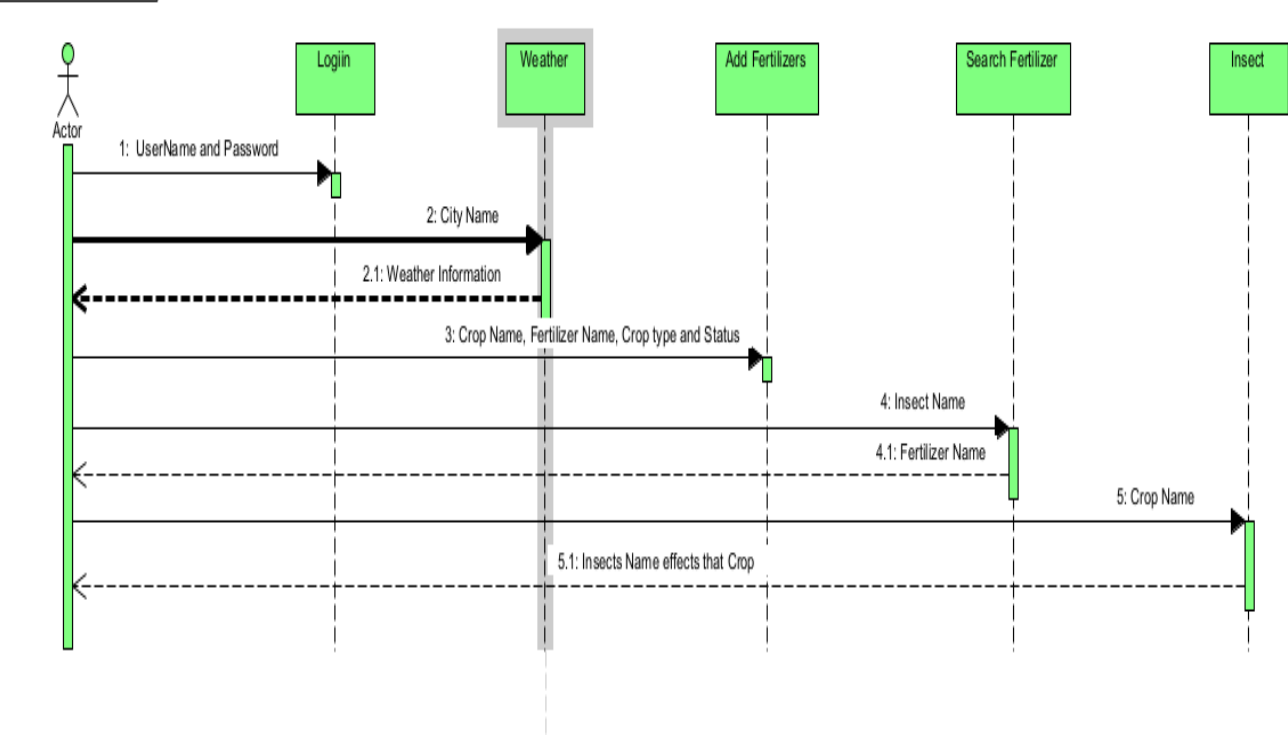 Logiin
Weather
Add Fertilizers
Search Fertilizer
Insect
Actor
1: UserName and Password
2: City Name
2.1: Weather Information
3: Crop Name, Fertilizer Name, Crop type and Status
4: Insect Name
4.1: Fertilizer Name
5: Crop Name
5.1: Insects Name effects that Crop